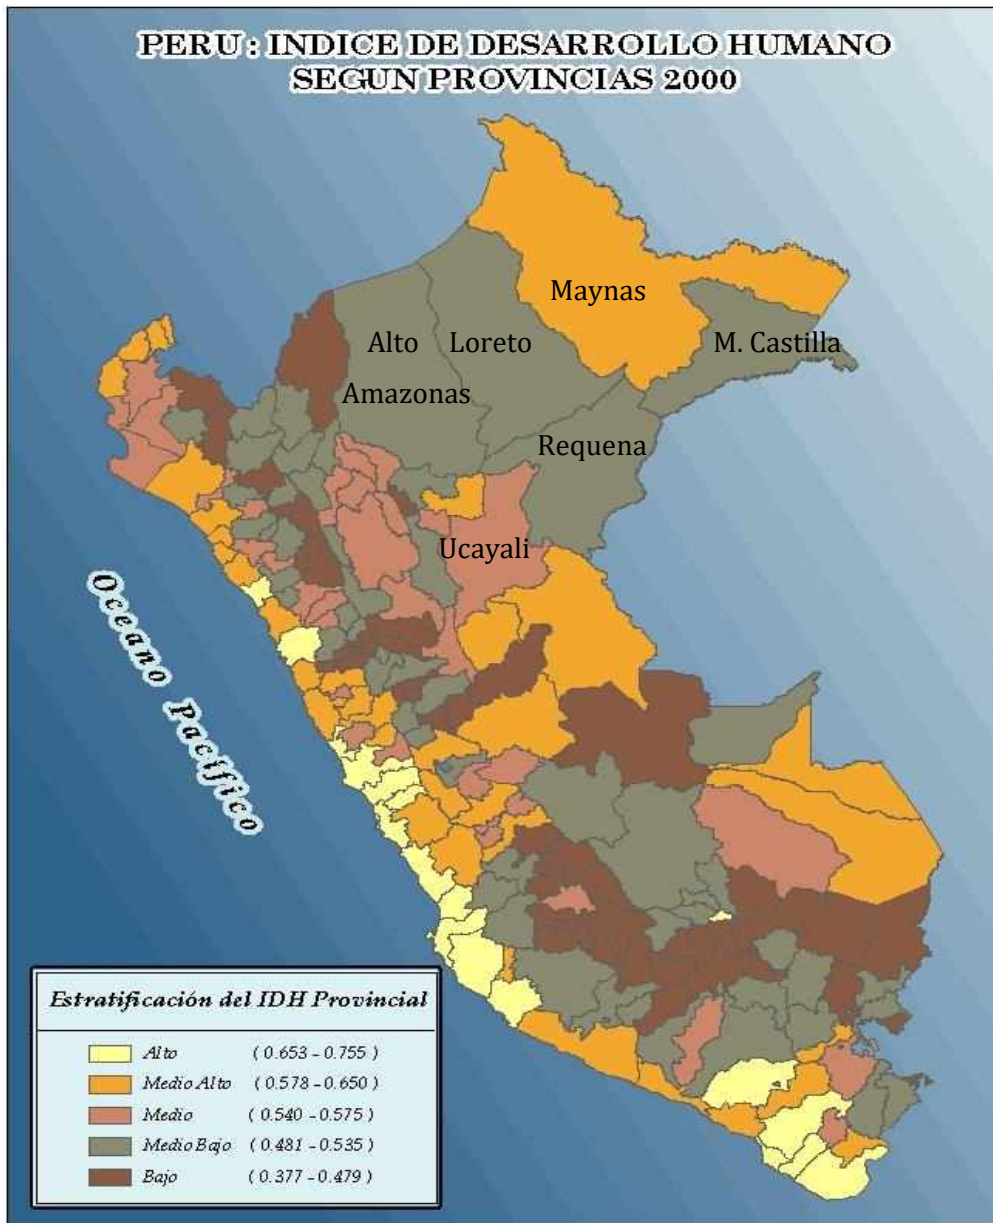 PERU : INDICE DE DESARROLLO HUMANO
SEGUN PROVINCIAS 2000
Maynas
Alto
Loreto
M. Castilla
Amazonas
Requena
Ucayali
Oceano Pacifico
Estratificación del IDH Provincial
Alto ( 0.653 - 0.755 )
Medio Alto ( 0.578 - 0.650 )
Medio ( 0.540 - 0.575 )
Medio Bajo ( 0.481 - 0.535 )
Bajo ( 0.377 - 0.479 )